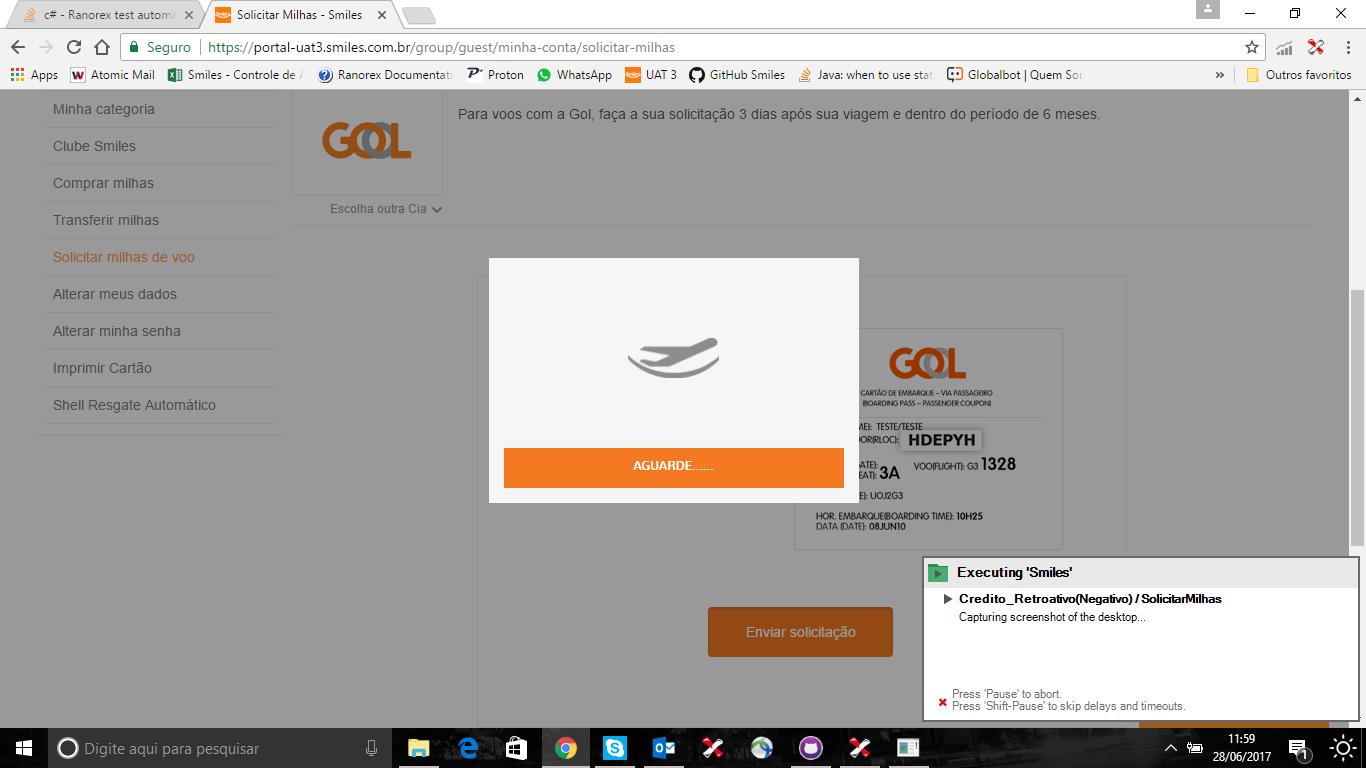 c# - Ranorex test automa
Solicitar Milhas - Smiles
Seguro
https://portal-uat3.smiles.com.br/group/guest/minha-conta/solicitar-milhas
Apps
Atomic Mail
Smiles - Controle de
Ranorex Documentati
Proton
WhatsApp
UAT 3
GitHub Smiles
Java: when to use stat
Globalbot | Quem Son
»
Outros favoritos
Minha categoria
Clube Smiles
Comprar milhas
Transferir milhas
Solicitar milhas de voo
Alterar meus dados
Alterar minha senha
Imprimir Cartão
Shell Resgate Automático
GOL
Para voos com a Gol, faça a sua solicitação 3 dias após sua viagem e dentro do período de 6 meses.
Escolha outra Cia
AGUARDE......
GOL
CARTÃO DE EMBARQUE – VIA PASSAGEIRO
(BOARDING PASS – PASSENGER COUPON)
ME): TESTE/TESTE
DOR(RLOC): HDEPYH
DATE): VOO(FLIGHT): G3 1328
EAT): 3A
E): UOJ2G3
HOR. EMBARQUE(BOARDING TIME): 10H25
DATA (DATE): 08JUN10
Enviar solicitação
Executing 'Smiles'
Credito_Retroativo(Negativo) / SolicitarMilhas
Capturing screenshot of the desktop...
Press 'Pause' to abort.
Press 'Shift-Pause' to skip delays and timeouts.
Digite aqui para pesquisar
11:59
28/06/2017
1